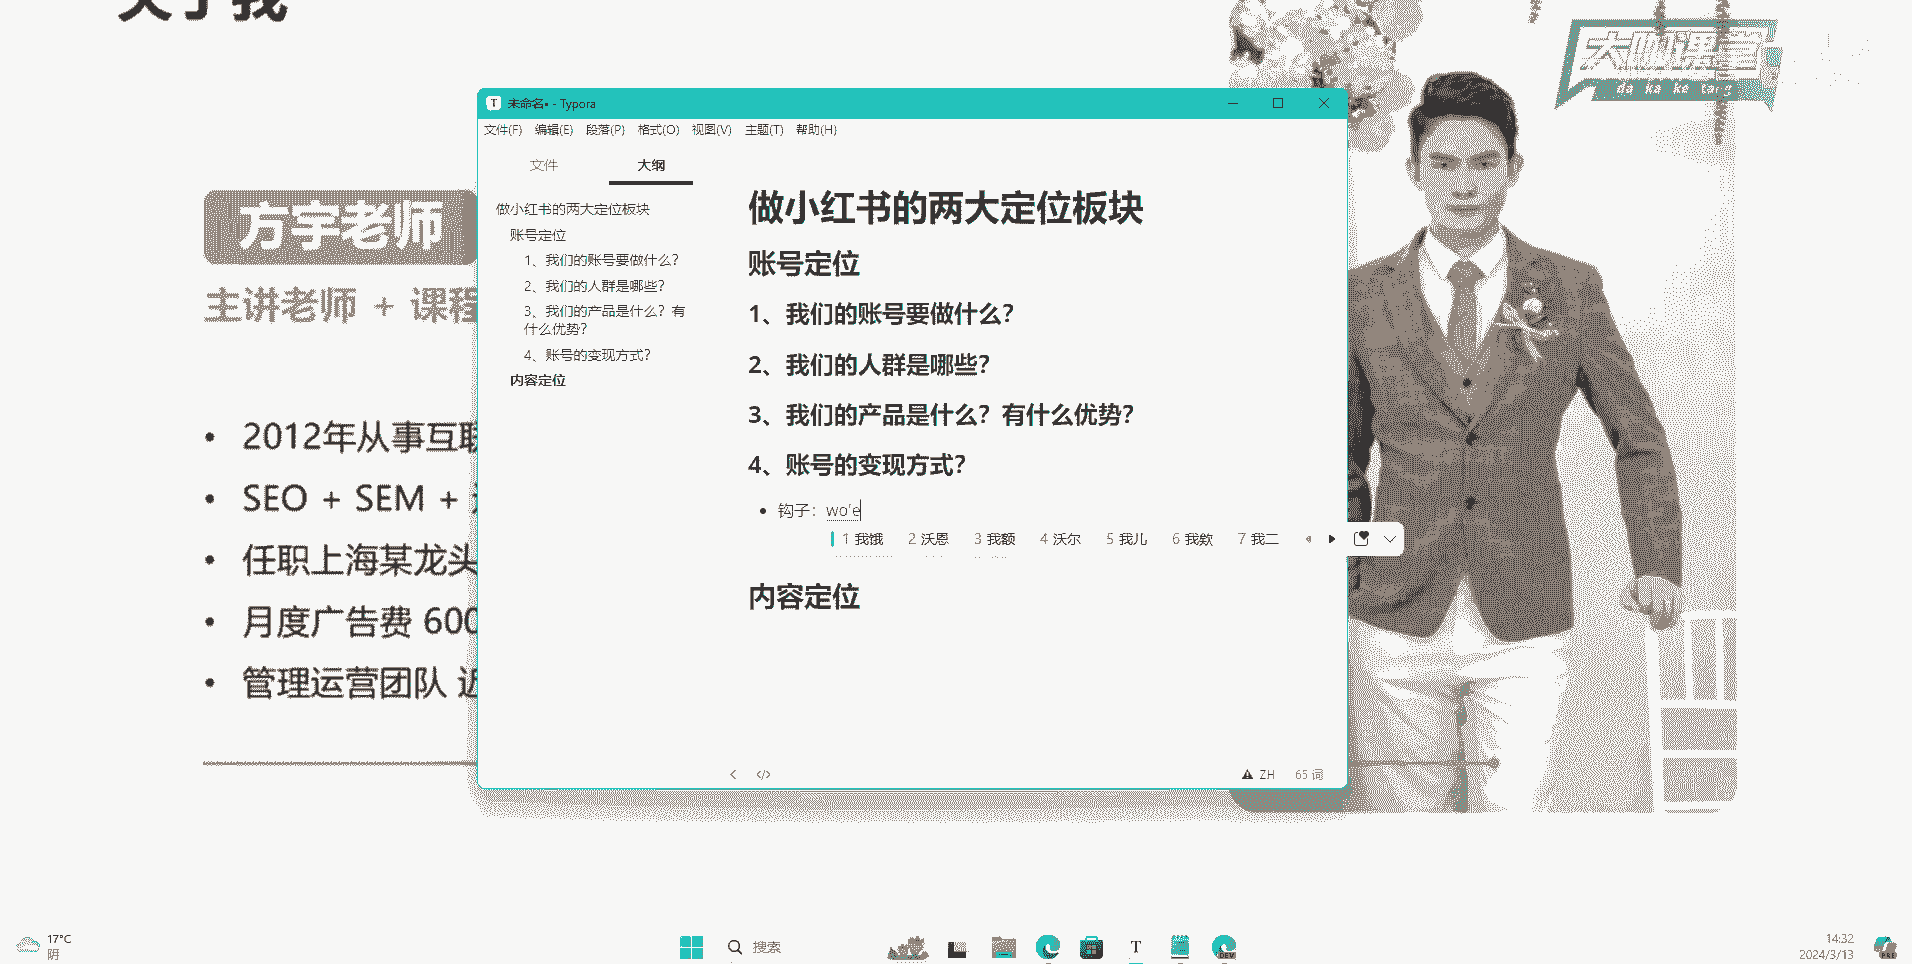 关于我
大咖课堂
da ka ke tang
未命名• - Typora
文件(F) 编辑(E) 段落(P) 格式(O) 视图(V) 主题(T) 帮助(H)
文件 大纲
做小红书的两大定位板块
账号定位
1、我们的账号要做什么？
2、我们的人群是哪些？
3、我们的产品是什么？有
什么优势？
4、账号的变现方式？
内容定位
做小红书的两大定位板块
账号定位
1、我们的账号要做什么？
2、我们的人群是哪些？
3、我们的产品是什么？有什么优势？
4、账号的变现方式？
• 钩子：wo'e
1 我饿 2 沃恩 3 我额 4 沃尔 5 我儿 6 我欸 7 我二
内容定位
ZH 65 词
方宇老师
主讲老师 + 课程
• 2012年从事互联
• SEO + SEM +
• 任职上海某龙头
• 月度广告费 600
• 管理运营团队 近
17°C
阴
搜索
DEV
14:32
2024/3/13
PRE